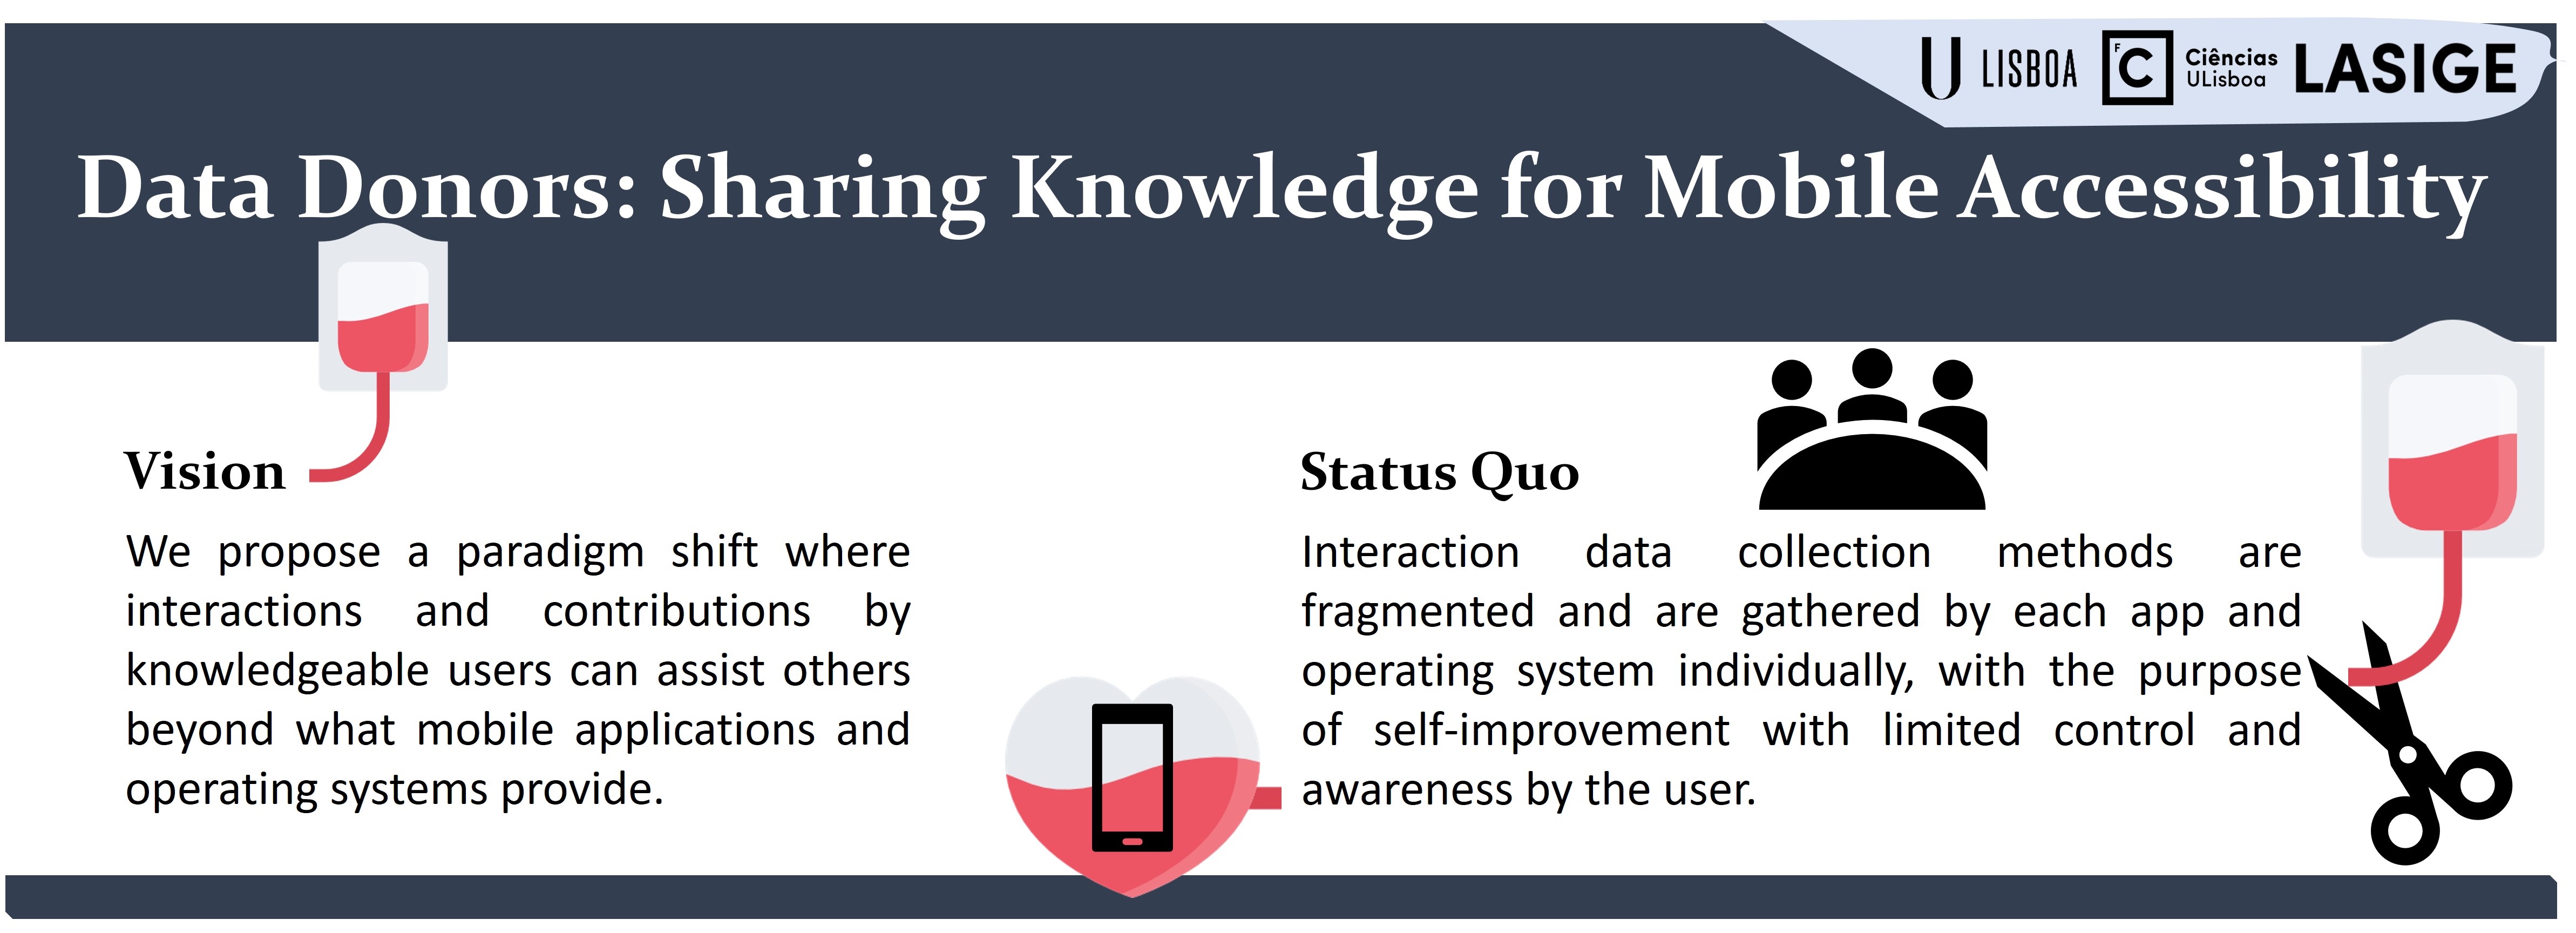 U LISBOA
F
C
Ciências
ULisboa
LASIGE
Data Donors: Sharing Knowledge for Mobile Accessibility
Vision
We propose a paradigm shift where
interactions and contributions by
knowledgeable users can assist others
beyond what mobile applications and
operating systems provide.
Status Quo
Interaction data collection methods are
fragmented and are gathered by each app and
operating system individually, with the purpose
of self-improvement with limited control and
awareness by the user.